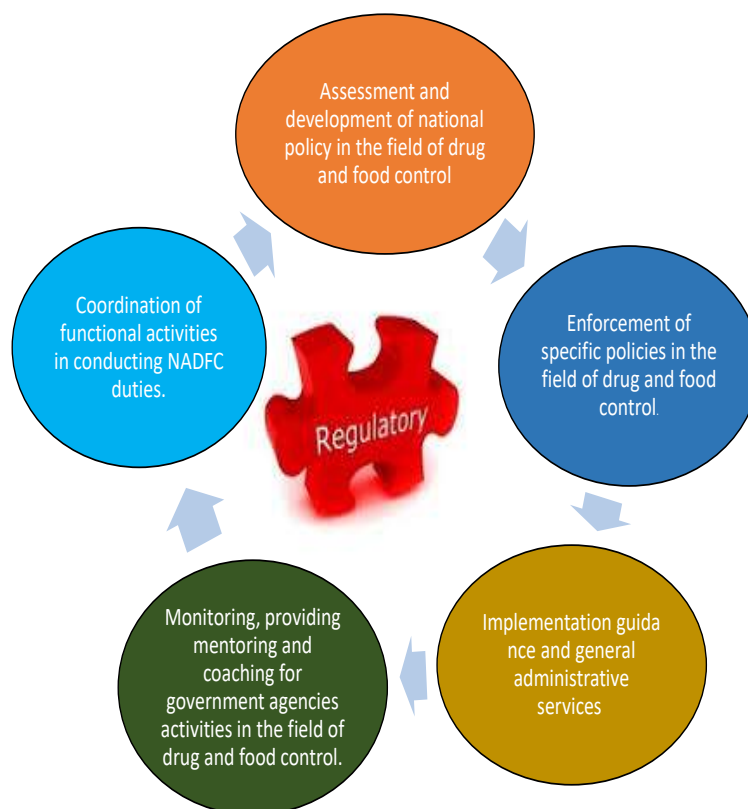 Assessment and
development of national
policy in the field of drug
and food control
Enforcement of
specific policies in the
field of drug and food
control.
Implementation guida
nce and general
administrative
services
Monitoring, providing
mentoring and
coaching for
government agencies
activities in the field of
drug and food control.
Coordination of
functional activities
in conducting NADFC
duties.
Regulatory